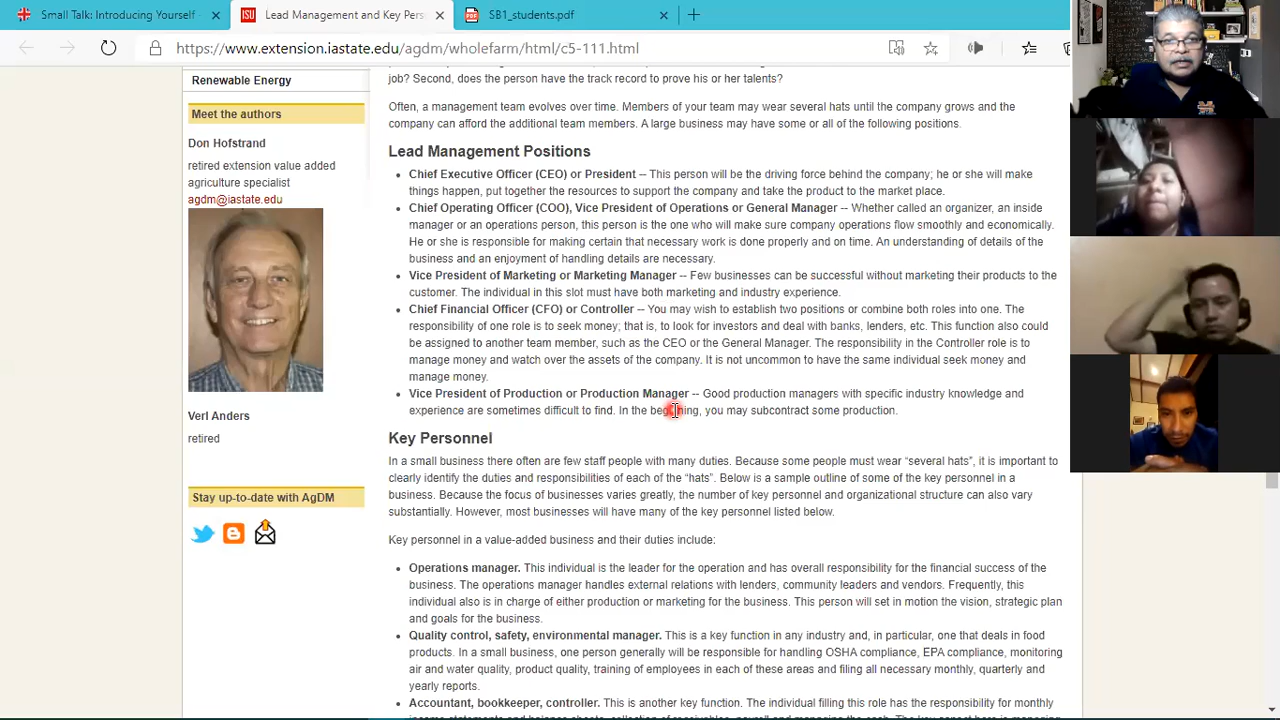 Small Talk: Introducing Yourself
ISU
Lead Management and Key Pers
PDF
SB1_students.pdf
https://www.extension.iastate.edu/agdm/wholefarm/html/c5-111.html
Renewable Energy
Meet the authors
Don Hofstrand
retired extension value added
agriculture specialist
agdm@iastate.edu
Verl Anders
retired
Stay up-to-date with AgDM
job? Second, does the person have the track record to prove his or her talents?
Often, a management team evolves over time. Members of your team may wear several hats until the company grows and the
company can afford the additional team members. A large business may have some or all of the following positions.
Lead Management Positions
• Chief Executive Officer (CEO) or President -- This person will be the driving force behind the company; he or she will make
things happen, put together the resources to support the company and take the product to the market place.
• Chief Operating Officer (COO), Vice President of Operations or General Manager -- Whether called an organizer, an inside
manager or an operations person, this person is the one who will make sure company operations flow smoothly and economically.
He or she is responsible for making certain that necessary work is done properly and on time. An understanding of details of the
business and an enjoyment of handling details are necessary.
• Vice President of Marketing or Marketing Manager -- Few businesses can be successful without marketing their products to the
customer. The individual in this slot must have both marketing and industry experience.
• Chief Financial Officer (CFO) or Controller -- You may wish to establish two positions or combine both roles into one. The
responsibility of one role is to seek money; that is, to look for investors and deal with banks, lenders, etc. This function also could
be assigned to another team member, such as the CEO or the General Manager. The responsibility in the Controller role is to
manage money and watch over the assets of the company. It is not uncommon to have the same individual seek money and
manage money.
• Vice President of Production or Production Manager -- Good production managers with specific industry knowledge and
experience are sometimes difficult to find. In the beginning, you may subcontract some production.
Key Personnel
In a small business there often are few staff people with many duties. Because some people must wear “several hats”, it is important to
clearly identify the duties and responsibilities of each of the “hats”. Below is a sample outline of some of the key personnel in a
business. Because the focus of businesses varies greatly, the number of key personnel and organizational structure can also vary
substantially. However, most businesses will have many of the key personnel listed below.
Key personnel in a value-added business and their duties include:
• Operations manager. This individual is the leader for the operation and has overall responsibility for the financial success of the
business. The operations manager handles external relations with lenders, community leaders and vendors. Frequently, this
individual also is in charge of either production or marketing for the business. This person will set in motion the vision, strategic plan
and goals for the business.
• Quality control, safety, environmental manager. This is a key function in any industry and, in particular, one that deals in food
products. In a small business, one person generally will be responsible for handling OSHA compliance, EPA compliance, monitoring
air and water quality, product quality, training of employees in each of these areas and filing all necessary monthly, quarterly and
yearly reports.
• Accountant, bookkeeper, controller. This is another key function. The individual filling this role has the responsibility for monthly